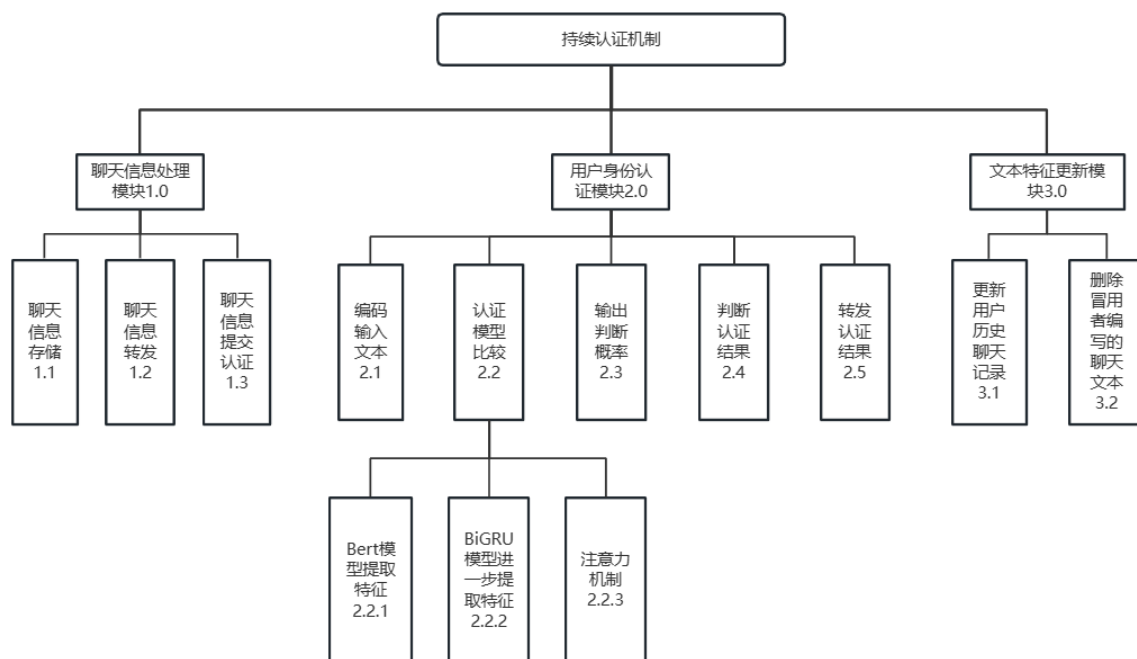 持续认证机制
聊天信息处理
模块1.0
用户身份认
证模块2.0
文本特征更新模
块3.0
聊天
信息
存储
1.1
聊天
信息
转发
1.2
聊天
信息
提交
认证
1.3
编码
输入
文本
2.1
认证
模型
比较
2.2
输出
判断
概率
2.3
判断
认证
结果
2.4
转发
认证
结果
2.5
更新
用户
历史
聊天
记录
3.1
删除
冒用
者编
写的
聊天
文本
3.2
Bert模
型提取
特征
2.2.1
BiGRU
模型进
一步提
取特征
2.2.2
注意力
机制
2.2.3